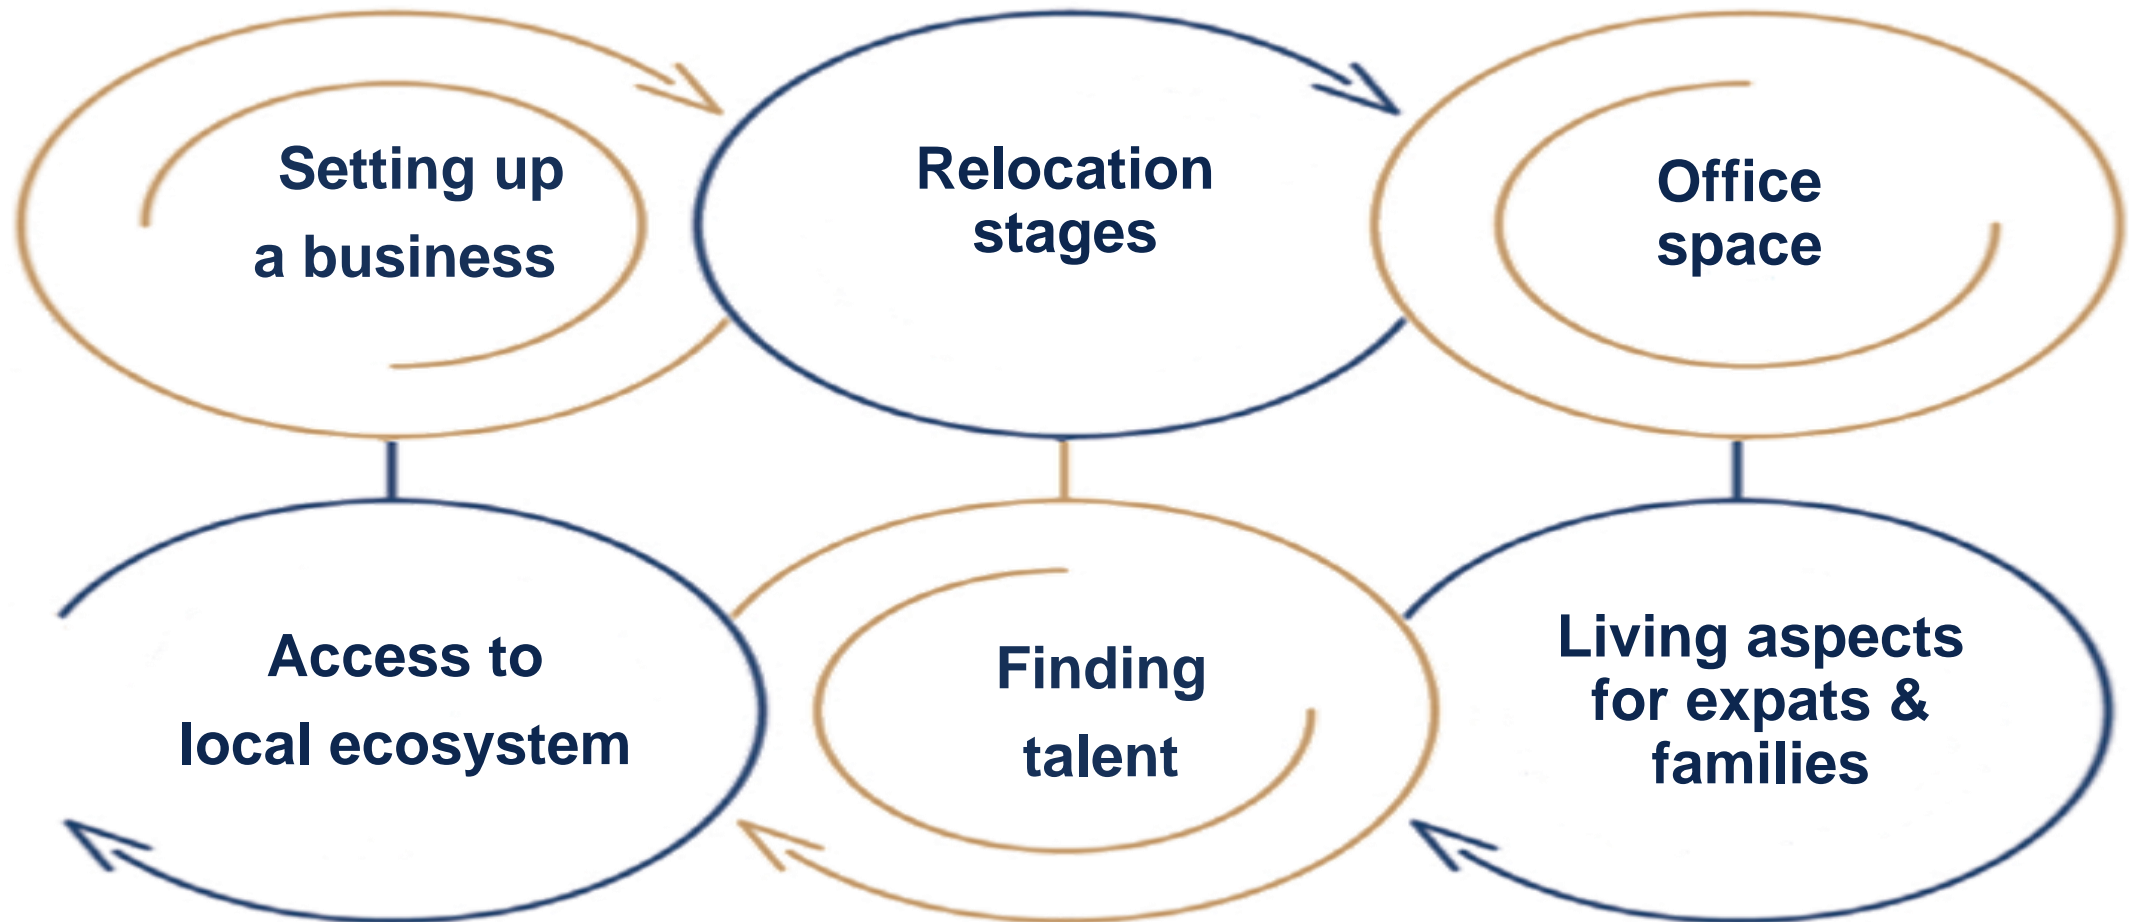 Setting up
a business
Relocation
stages
Office
space
Access to
local ecosystem
Finding
talent
Living aspects
for expats &
families